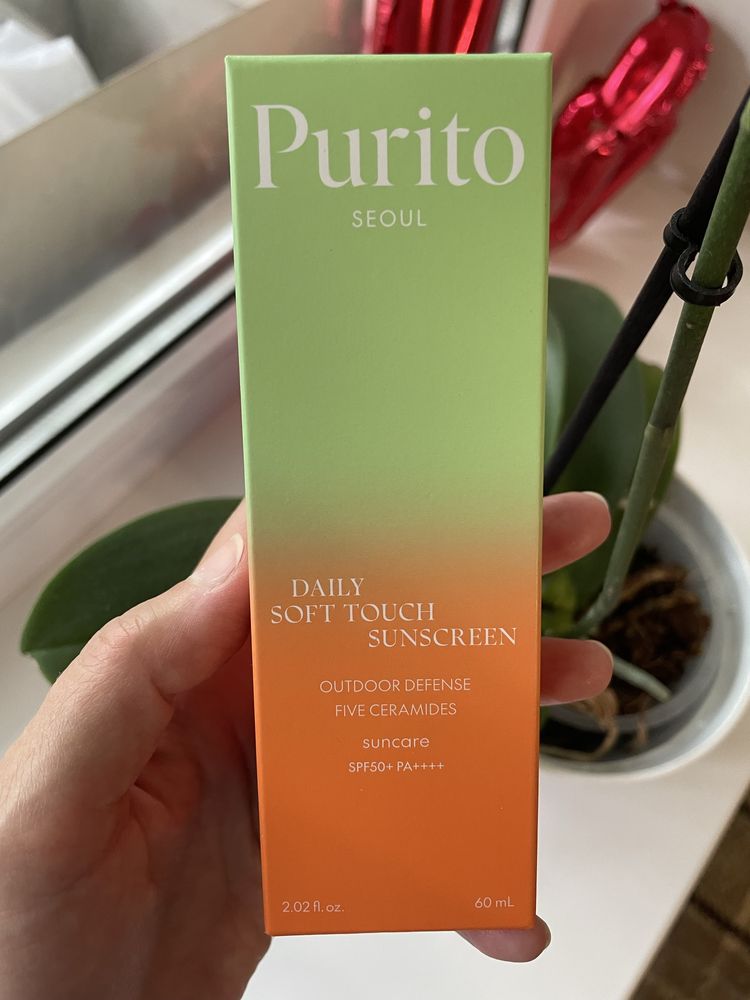 Purito
SEOUL
DAILY
SOFT TOUCH
SUNSCREEN
OUTDOOR DEFENSE
FIVE CERAMIDES
suncare
SPF50+ PA++++
2.02 fl. oz. 60 mL